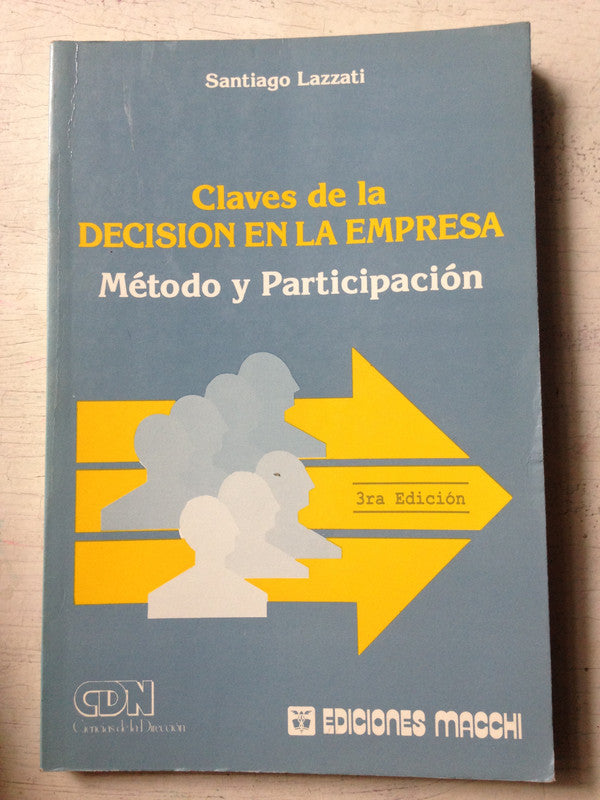 Santiago Lazzati
Claves de la
DECISION EN LA EMPRESA
Método y Participación
3ra Edición
CDN
Ciencias de la Dirección
EDICIONES MACCHI